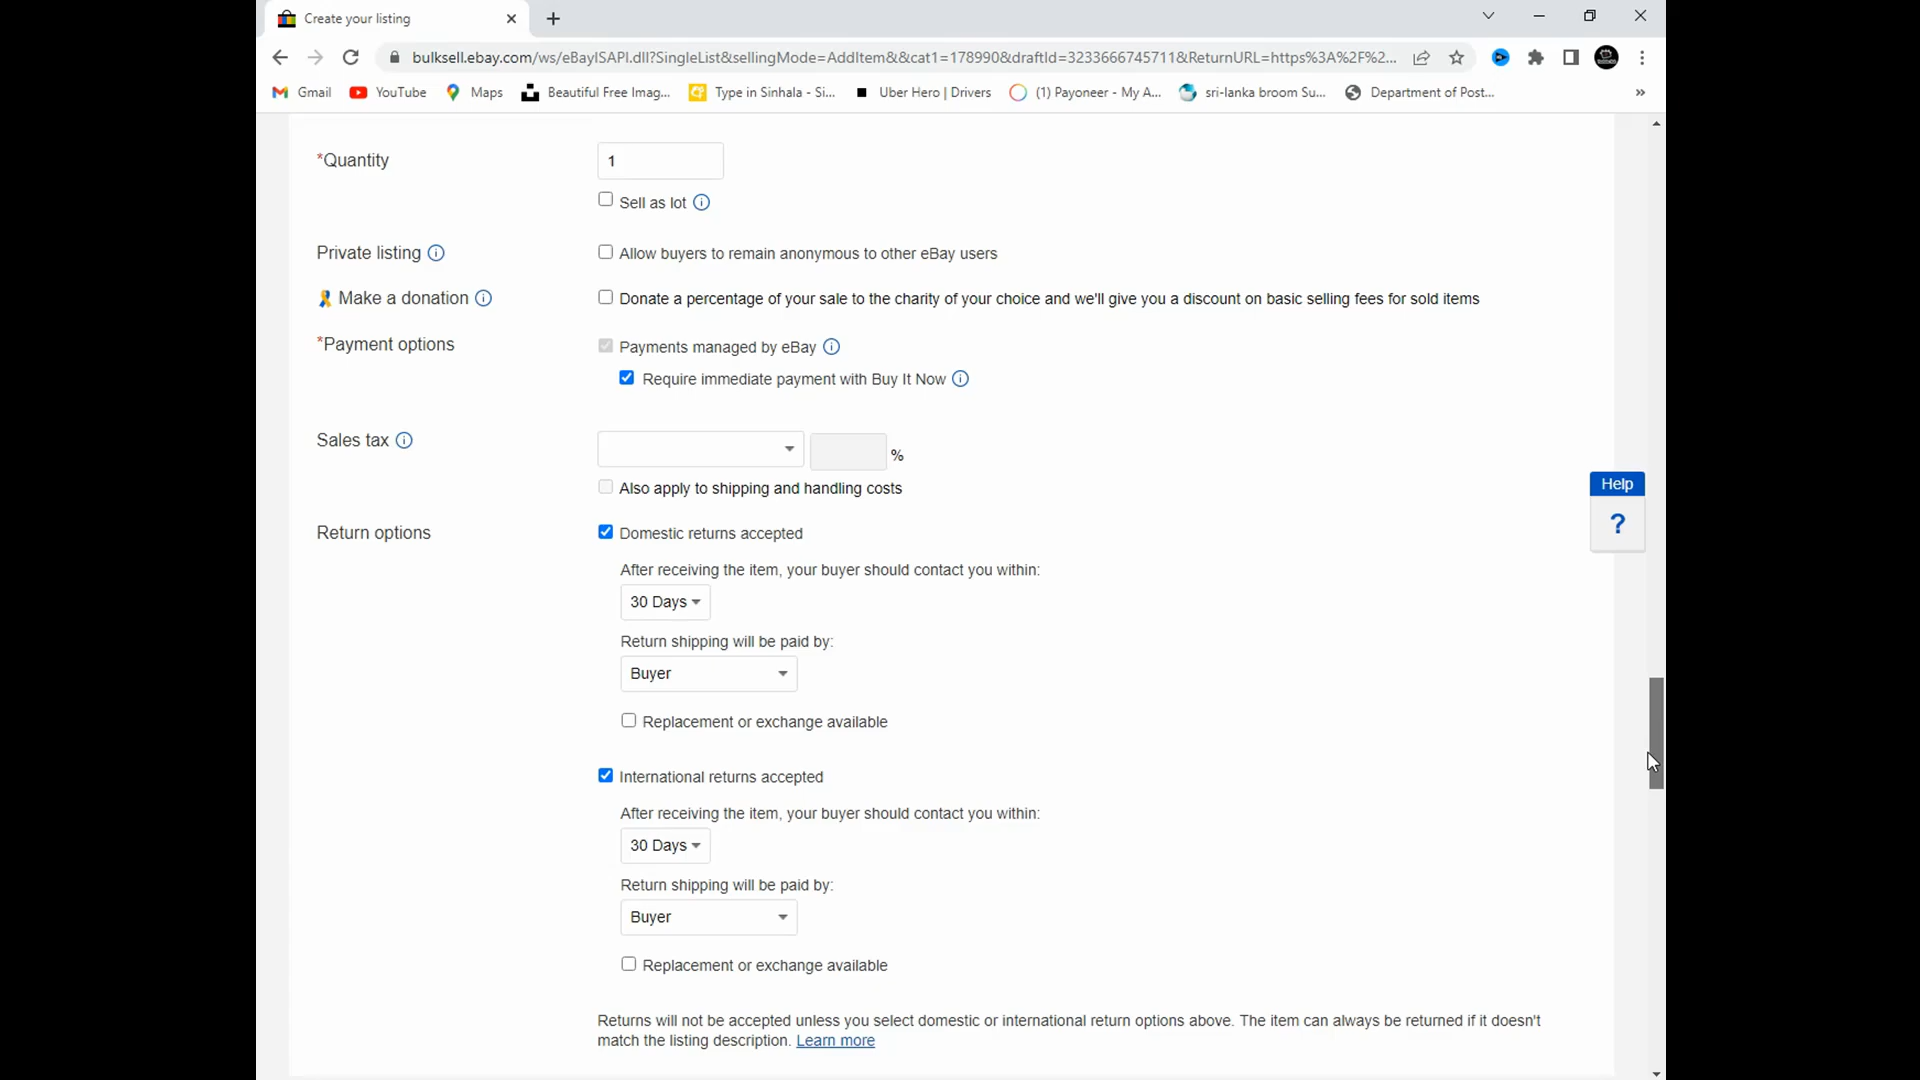 Create your listing
bulksell.ebay.com/ws/eBayISAPI.dll?SingleList&sellingMode=AddItem&&cat1=178990&draftId=3233666745711&ReturnURL=https%3A%2F%2...
Gmail YouTube Maps Beautiful Free Imag... Type in Sinhala - Si... Uber Hero | Drivers (1) Payoneer - My A... sri-lanka broom Su... Department of Post... »
*Quantity 1
Sell as lot
Private listing Allow buyers to remain anonymous to other eBay users
Make a donation Donate a percentage of your sale to the charity of your choice and we'll give you a discount on basic selling fees for sold items
*Payment options Payments managed by eBay
Require immediate payment with Buy It Now
Sales tax %
Also apply to shipping and handling costs
Help
?
Return options Domestic returns accepted
After receiving the item, your buyer should contact you within:
30 Days
Return shipping will be paid by:
Buyer
Replacement or exchange available
International returns accepted
After receiving the item, your buyer should contact you within:
30 Days
Return shipping will be paid by:
Buyer
Replacement or exchange available
Returns will not be accepted unless you select domestic or international return options above. The item can always be returned if it doesn't
match the listing description. Learn more